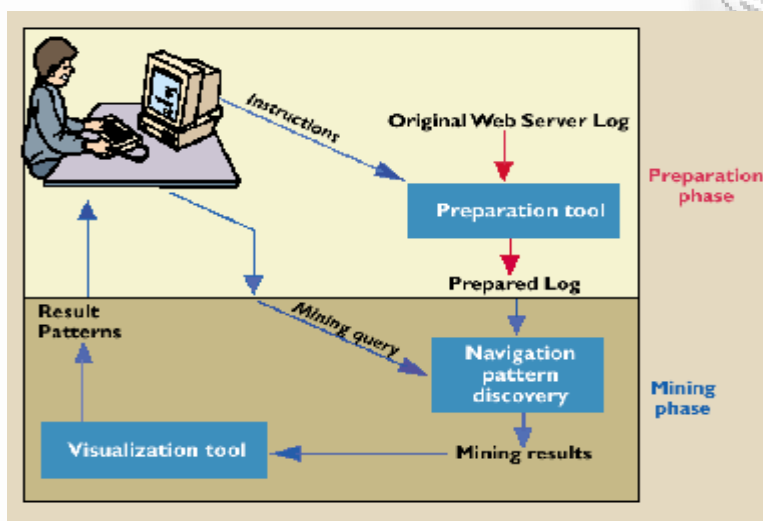 Instructions
Original Web Server Log
Preparation
phase
Preparation tool
Prepared Log
Result
Patterns
Mining query
Navigation
pattern
discovery
Mining
phase
Visualization tool
Mining results